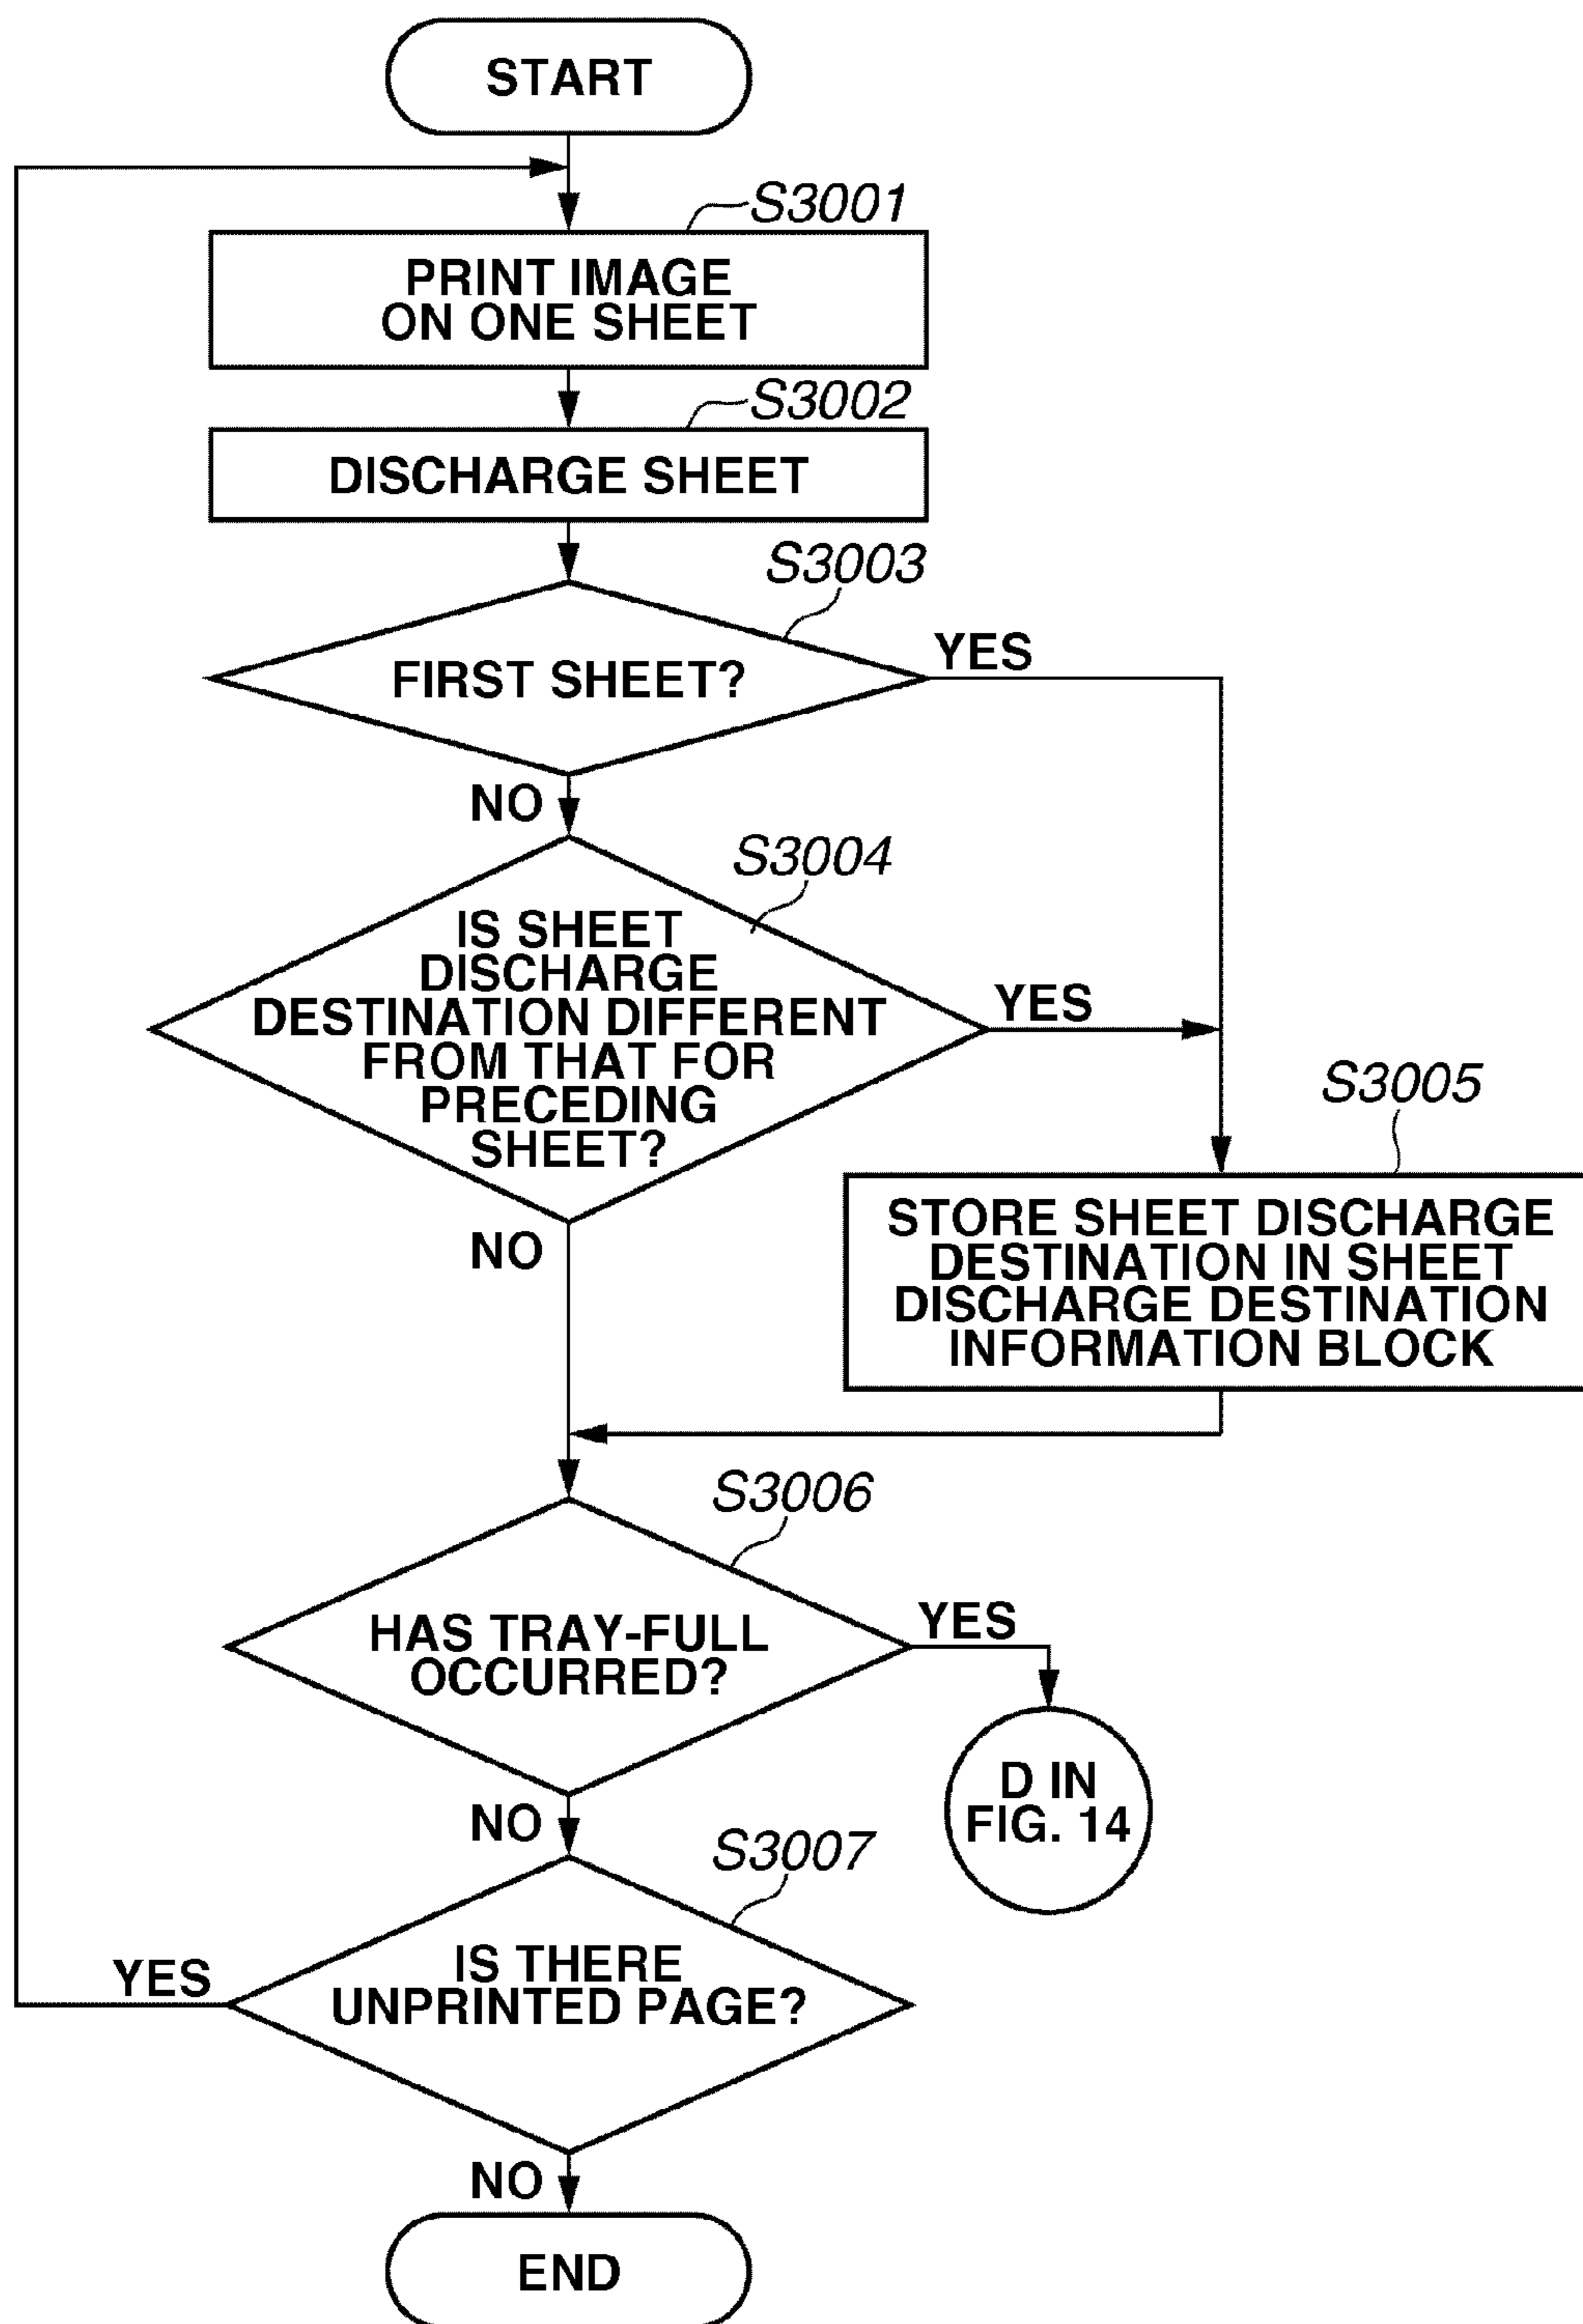 START
S3001
PRINT IMAGE
ON ONE SHEET
S3002
DISCHARGE SHEET
S3003
FIRST SHEET?
YES
NO
S3004
IS SHEET
DISCHARGE
DESTINATION DIFFERENT
FROM THAT FOR
PRECEDING
SHEET?
YES
NO
S3005
STORE SHEET DISCHARGE
DESTINATION IN SHEET
DISCHARGE DESTINATION
INFORMATION BLOCK
S3006
HAS TRAY-FULL
OCCURRED?
YES
D IN
FIG. 14
NO
S3007
IS THERE
UNPRINTED PAGE?
YES
NO
END